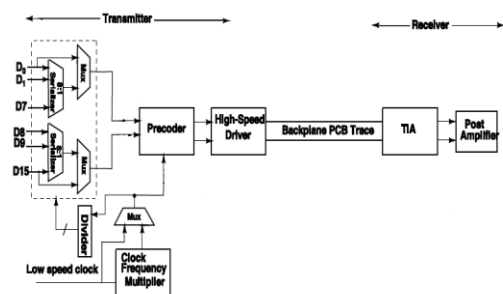 Transmitter
Receiver
D0
D1
D7
8:1
Serializer
Mux
D8
D9
D15
8:1
Serializer
Mux
Precoder
High-Speed
Driver
Backplane PCB Trace
TIA
Post
Amplifier
Divider
Mux
Low speed clock
Clock
Frequency
Multiplier